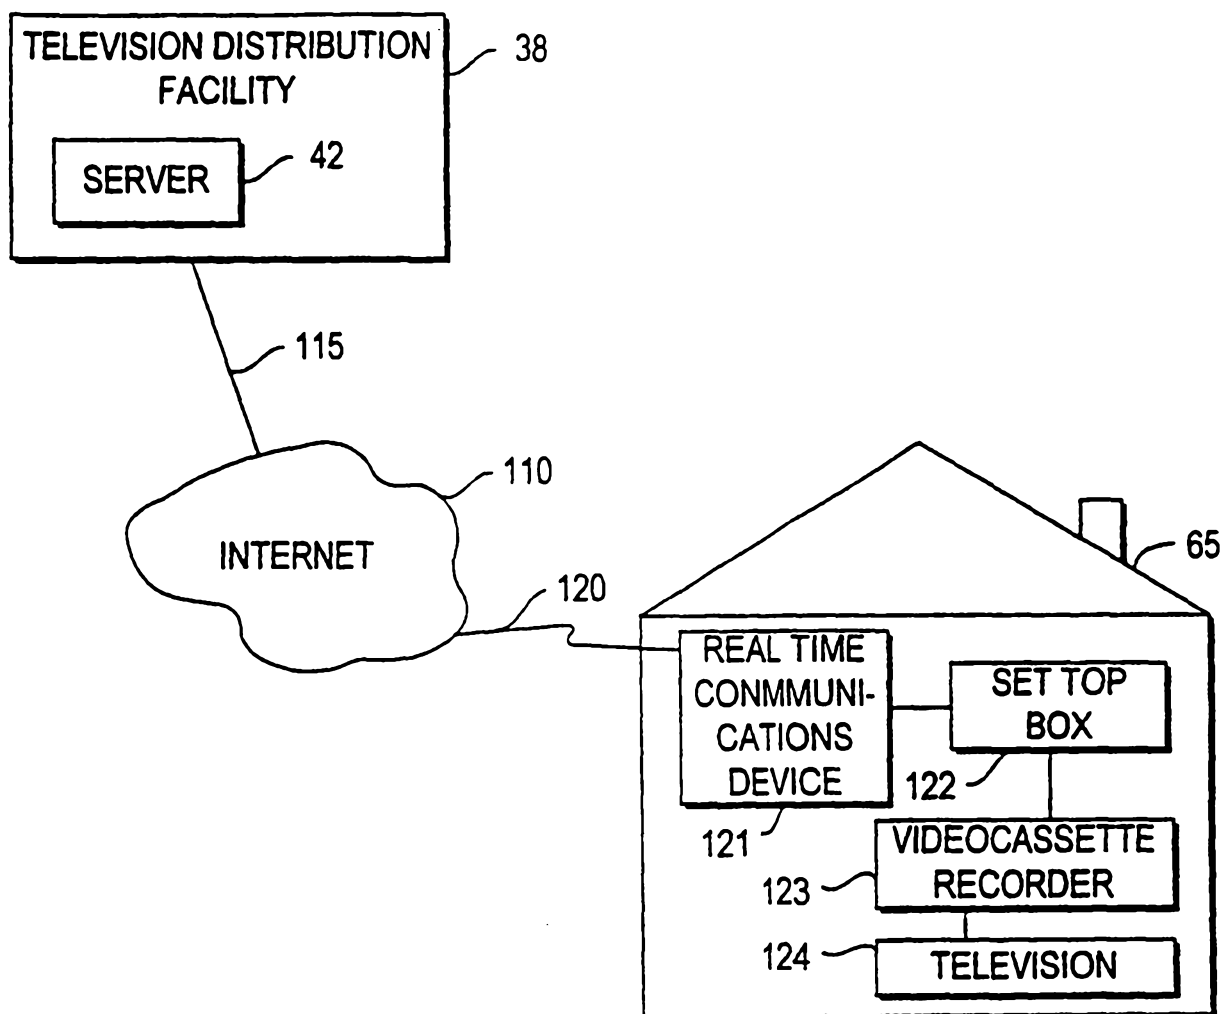 TELEVISION DISTRIBUTION
FACILITY
38
SERVER
42
115
110
INTERNET
120
65
REAL TIME
CONMMUNI-
CATIONS
DEVICE
121
SET TOP
BOX
122
VIDEOCASSETTE
RECORDER
123
TELEVISION
124